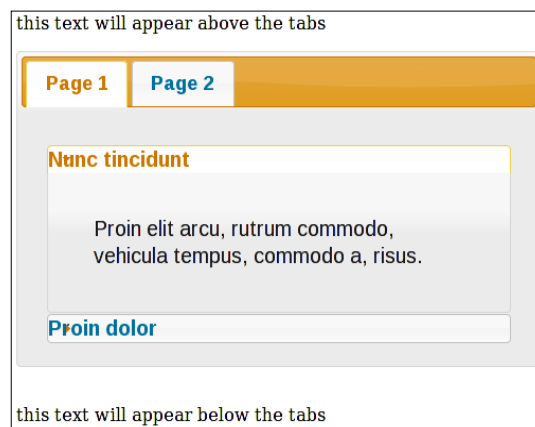 this text will appear above the tabs
Page 1 Page 2
Nunc tincidunt
Proin elit arcu, rutrum commodo,
vehicula tempus, commodo a, risus.
Proin dolor
this text will appear below the tabs